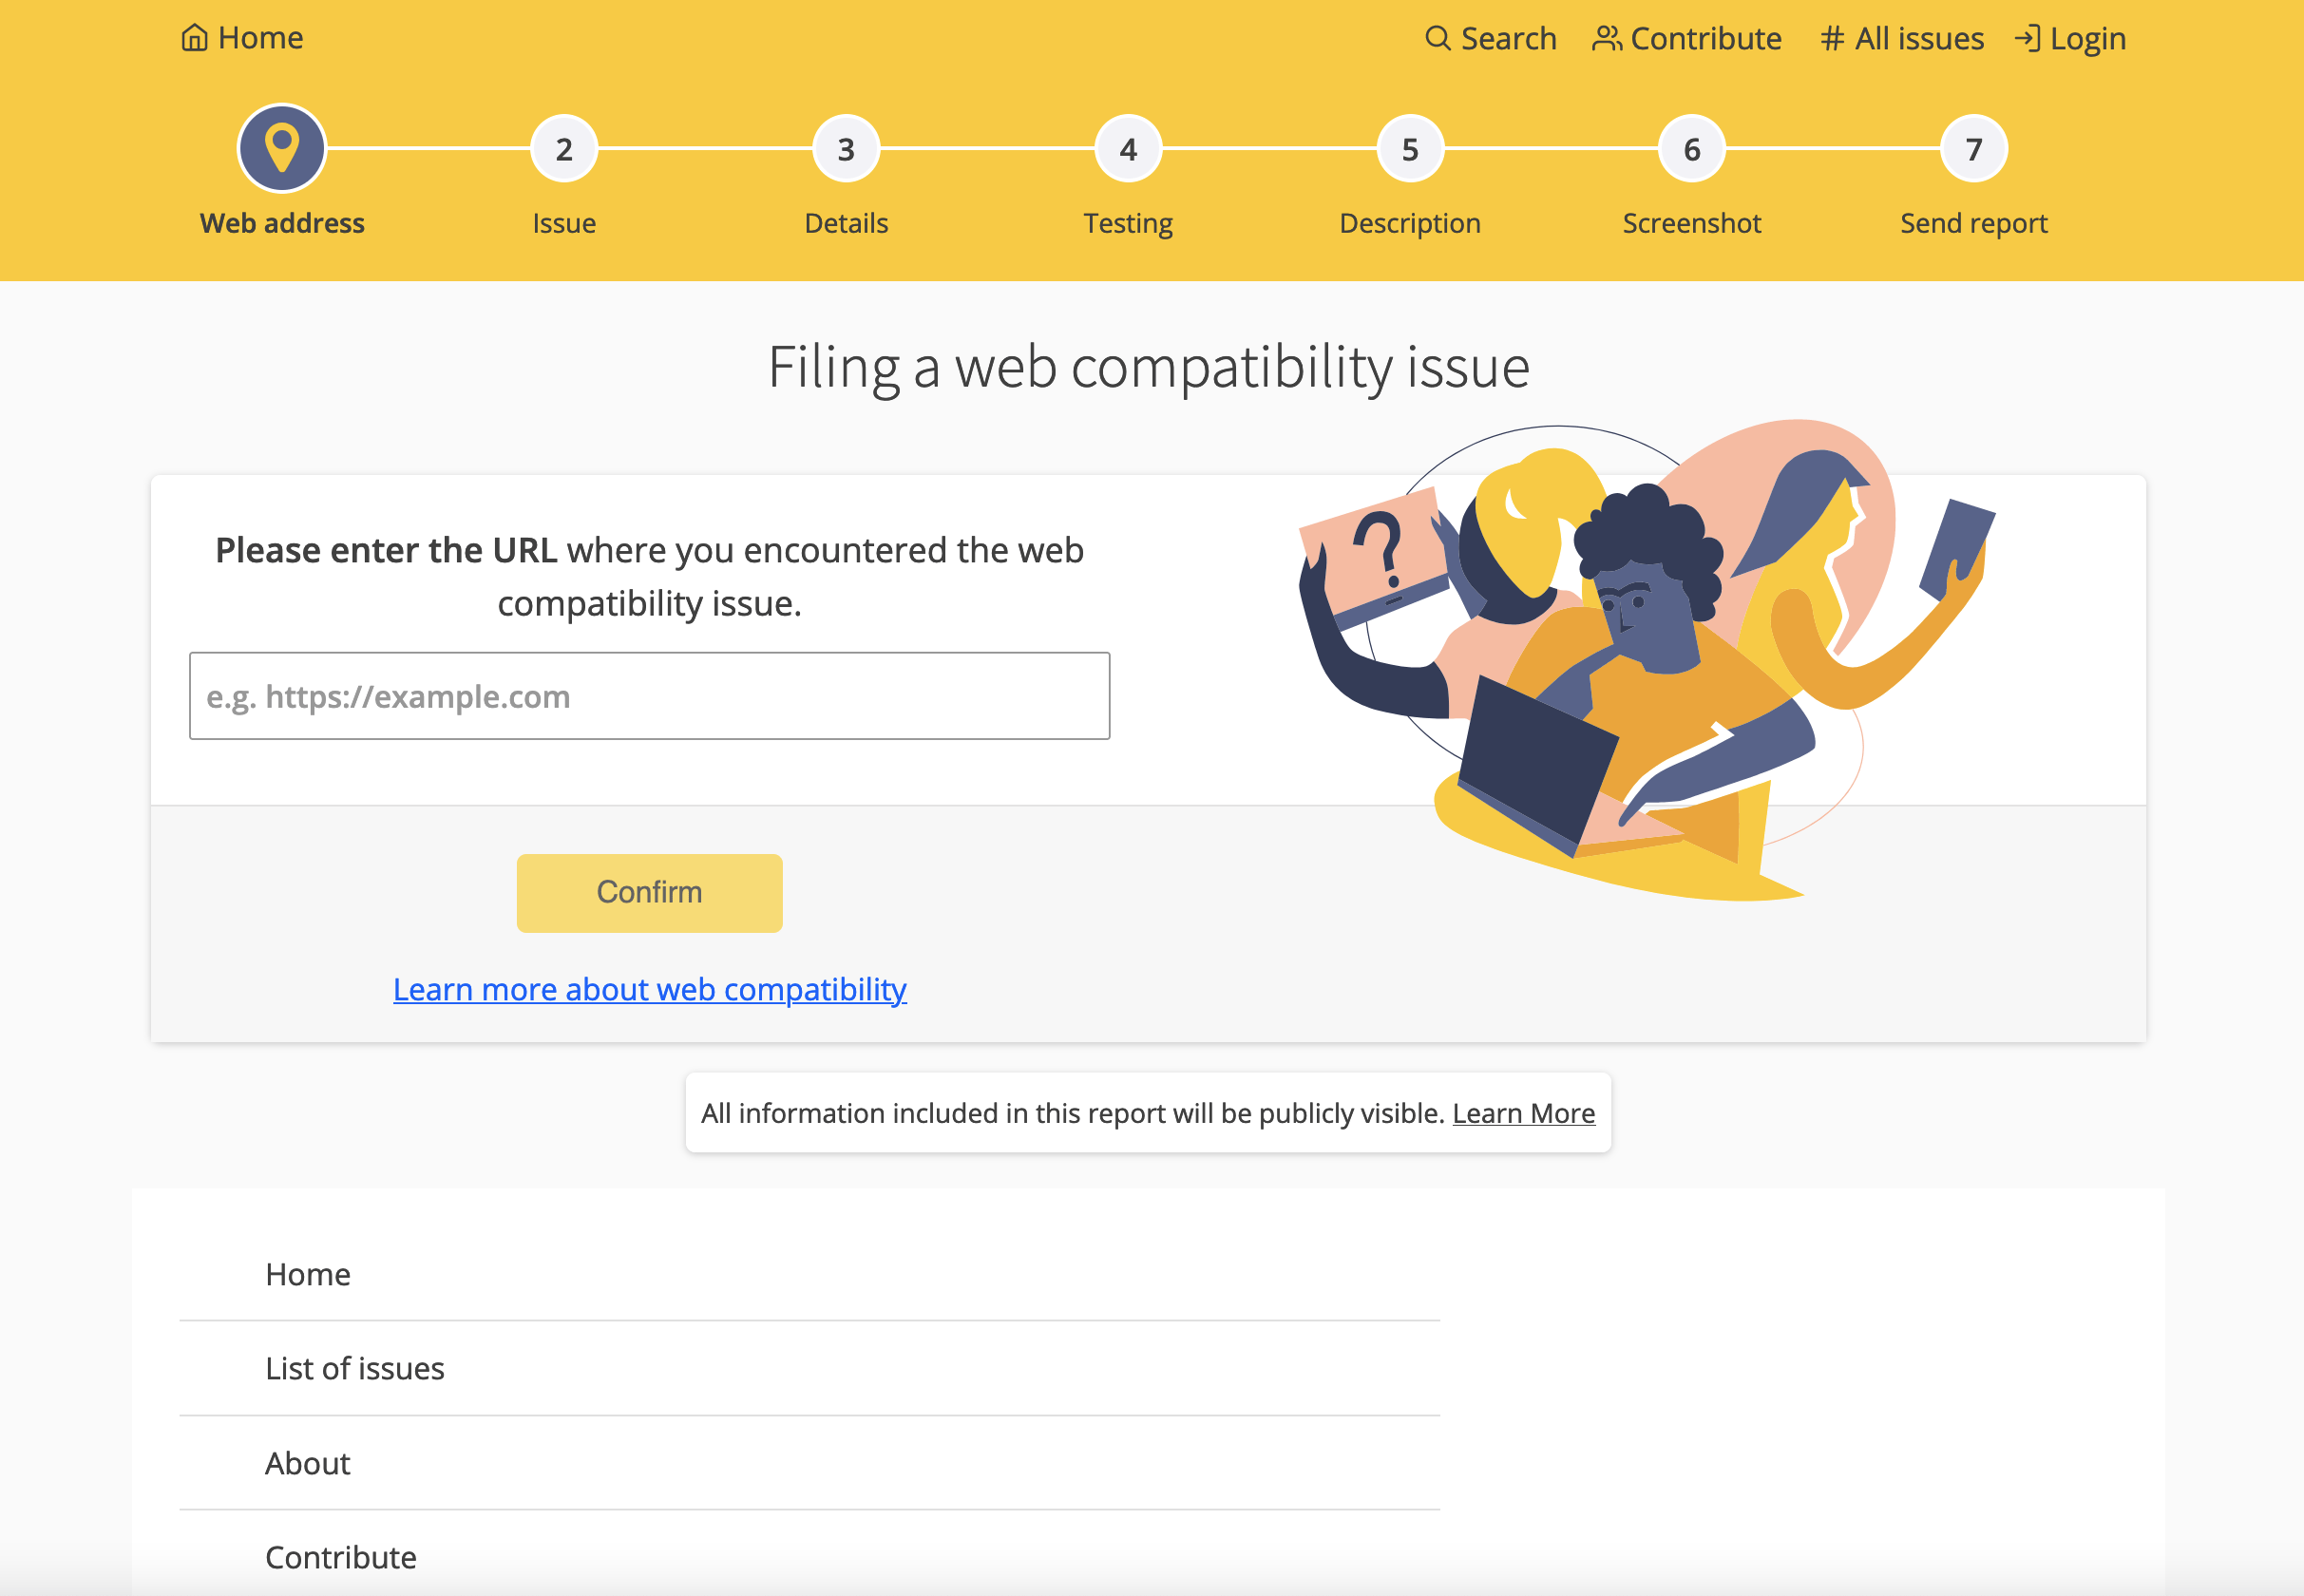 Home
Search Contribute # All issues Login
2 3 4 5 6 7
Web address Issue Details Testing Description Screenshot Send report
Filing a web compatibility issue
Please enter the URL where you encountered the web
compatibility issue.
e.g. https://example.com
?
Confirm
Learn more about web compatibility
All information included in this report will be publicly visible. Learn More
Home
List of issues
About
Contribute